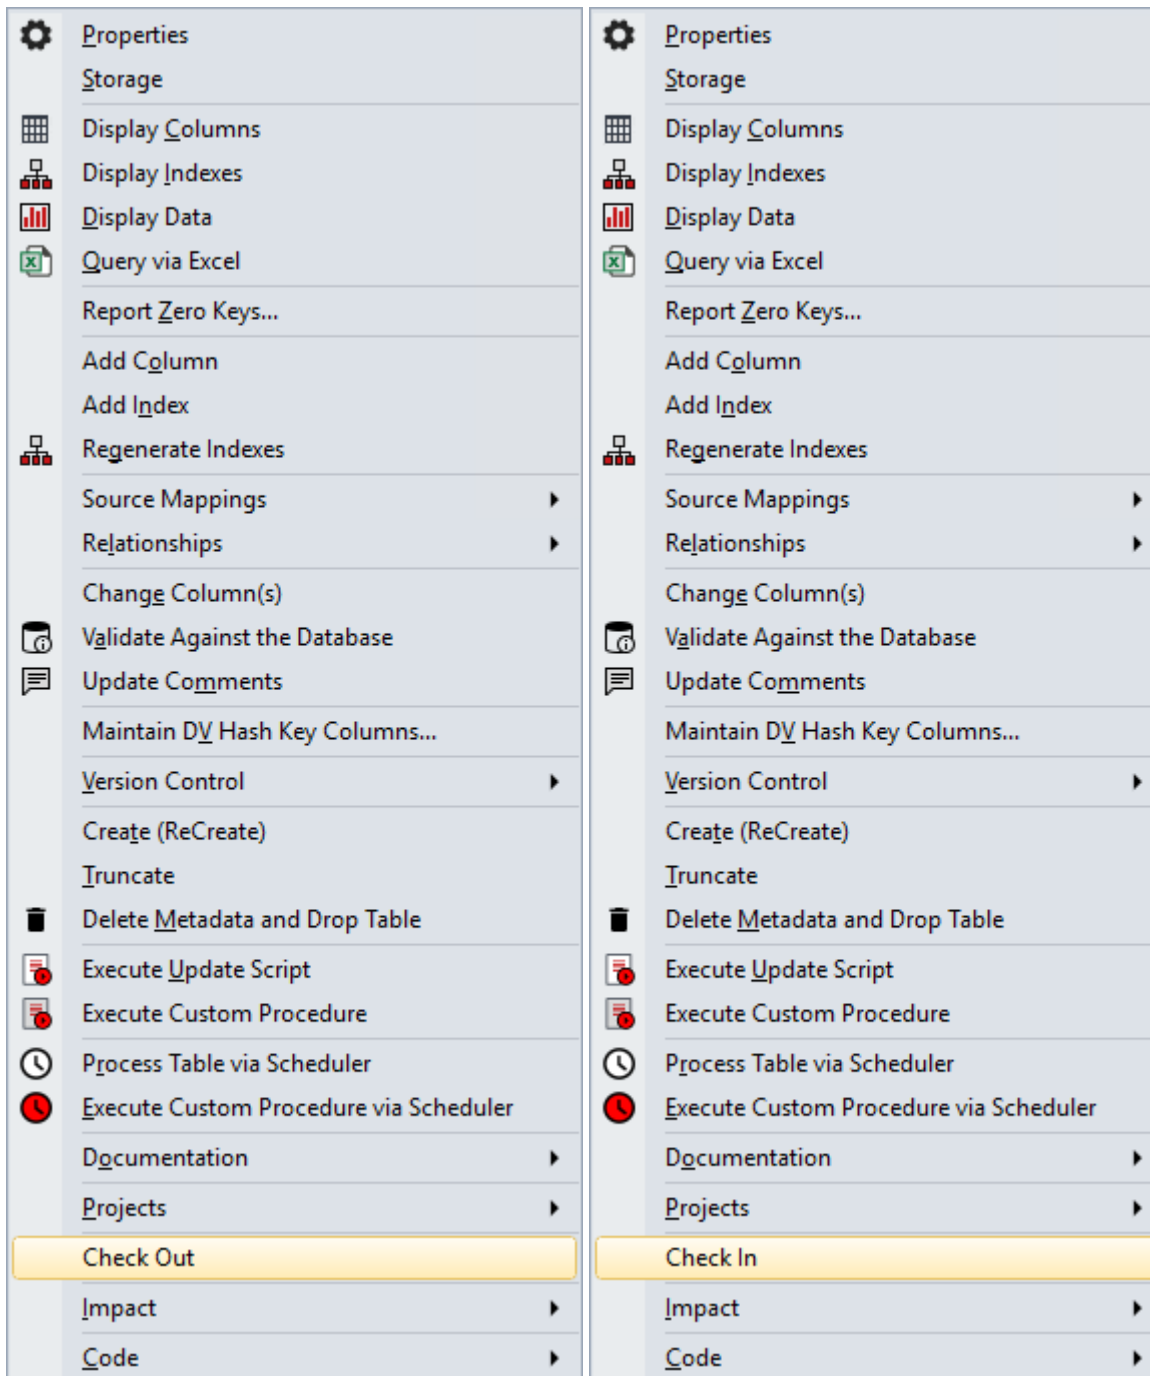 Properties
Storage
Display Columns
Display Indexes
Display Data
Query via Excel
Report Zero Keys...
Add Column
Add Index
Regenerate Indexes
Source Mappings
Relationships
Change Column(s)
Validate Against the Database
Update Comments
Maintain DV Hash Key Columns...
Version Control
Create (ReCreate)
Truncate
Delete Metadata and Drop Table
Execute Update Script
Execute Custom Procedure
Process Table via Scheduler
Execute Custom Procedure via Scheduler
Documentation
Projects
Check Out
Impact
Code
Properties
Storage
Display Columns
Display Indexes
Display Data
Query via Excel
Report Zero Keys...
Add Column
Add Index
Regenerate Indexes
Source Mappings
Relationships
Change Column(s)
Validate Against the Database
Update Comments
Maintain DV Hash Key Columns...
Version Control
Create (ReCreate)
Truncate
Delete Metadata and Drop Table
Execute Update Script
Execute Custom Procedure
Process Table via Scheduler
Execute Custom Procedure via Scheduler
Documentation
Projects
Check In
Impact
Code